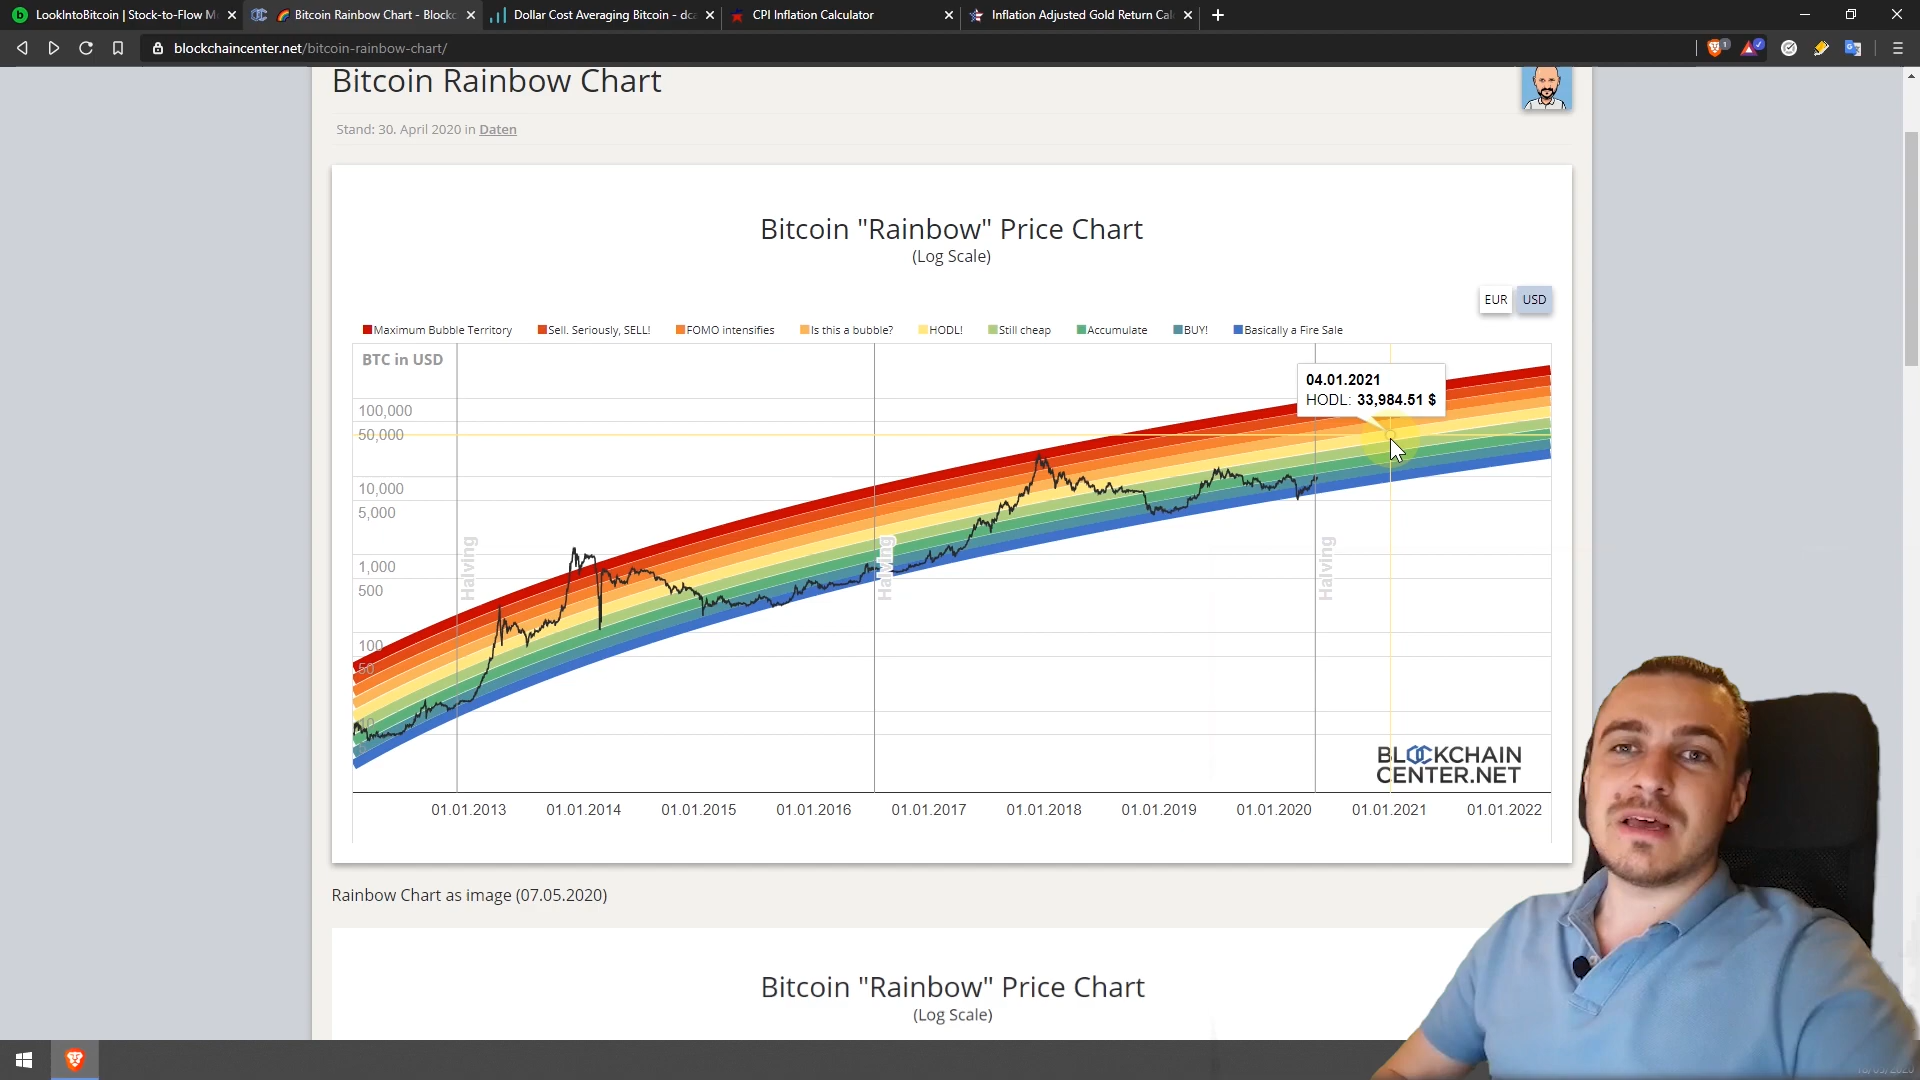 LookIntoBitcoin | Stock-to-Flow M
Bitcoin Rainbow Chart - Blockc
Dollar Cost Averaging Bitcoin - dca
CPI Inflation Calculator
Inflation Adjusted Gold Return Cal
blockchaincenter.net/bitcoin-rainbow-chart/
Bitcoin Rainbow Chart
Stand: 30. April 2020 in Daten
Bitcoin "Rainbow" Price Chart
(Log Scale)
EUR USD
Maximum Bubble Territory Sell. Seriously, SELL! FOMO intensifies Is this a bubble? HODL! Still cheap Accumulate BUY! Basically a Fire Sale
BTC in USD
04.01.2021
HODL: 33,984.51 $
100,000
50,000
10,000
5,000
1,000
500
100
50
10
Halving
Halving
Halving
BLOCKCHAIN
CENTER.NET
01.01.2013 01.01.2014 01.01.2015 01.01.2016 01.01.2017 01.01.2018 01.01.2019 01.01.2020 01.01.2021 01.01.2022
Rainbow Chart as image (07.05.2020)
Bitcoin "Rainbow" Price Chart
(Log Scale)